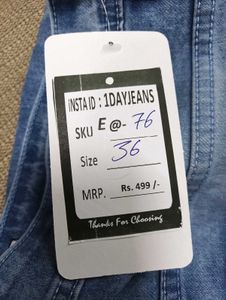 INSTA ID : 1DAYJEANS
SKU E @- 76
Size 36
MRP. Rs. 499 /-
Thanks For Choosing